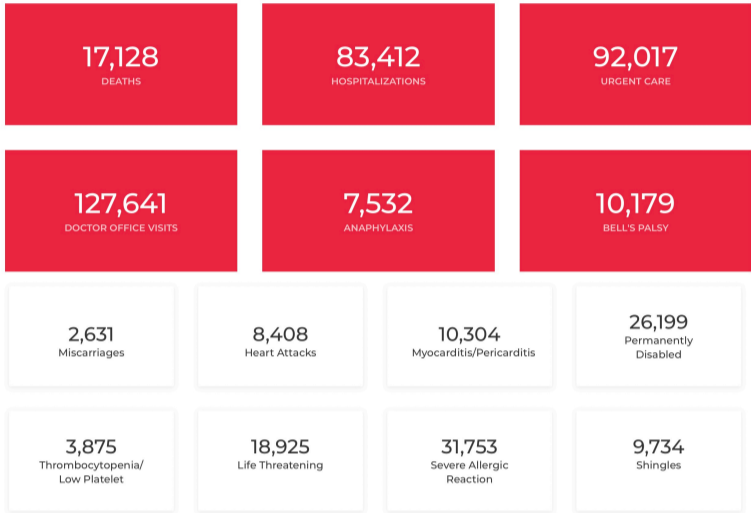 17,128
DEATHS
83,412
HOSPITALIZATIONS
92,017
URGENT CARE
127,641
DOCTOR OFFICE VISITS
7,532
ANAPHYLAXIS
10,179
BELL'S PALSY
2,631
Miscarriages
8,408
Heart Attacks
10,304
Myocarditis/Pericarditis
26,199
Permanently
Disabled
3,875
Thrombocytopenia/
Low Platelet
18,925
Life Threatening
31,753
Severe Allergic
Reaction
9,734
Shingles